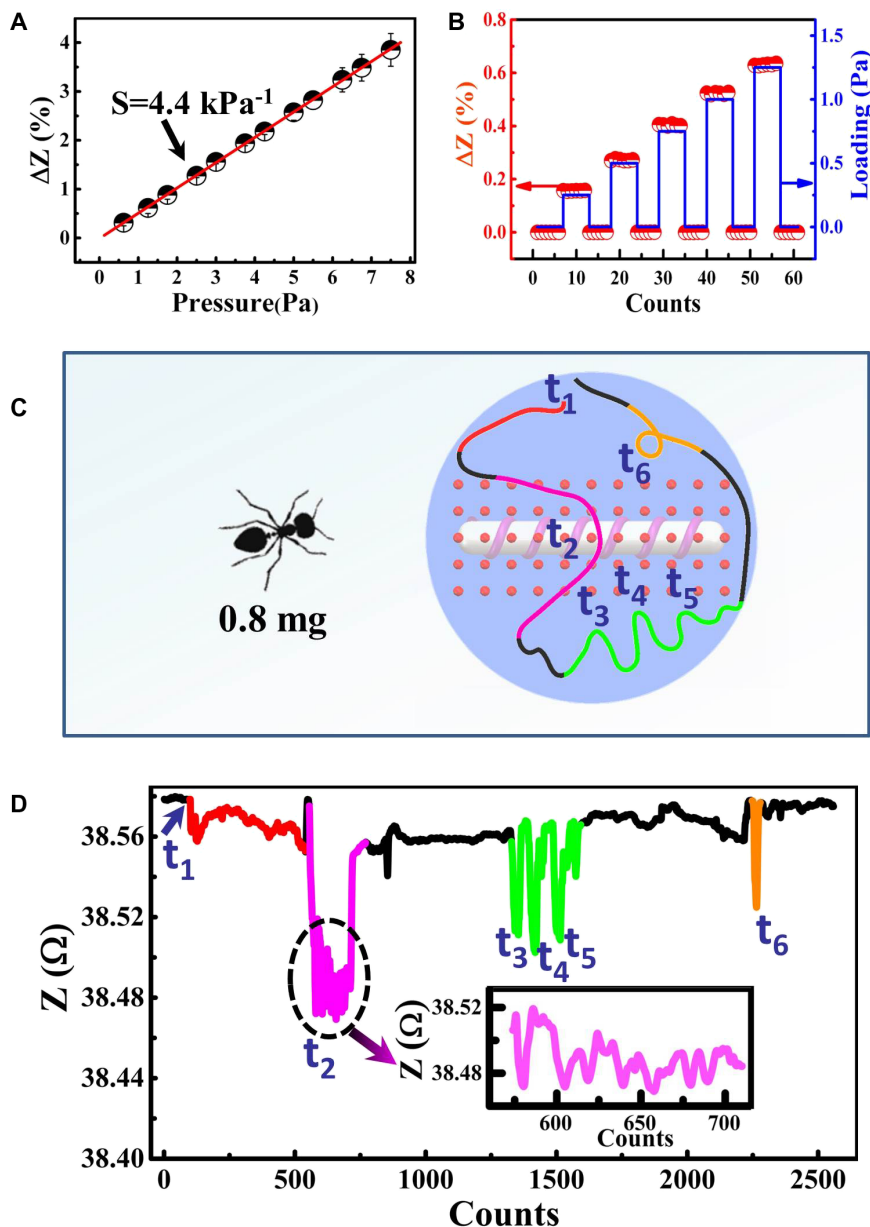 A
ΔZ (%)
4
3
2
1
0
S=4.4 kPa⁻¹
0 1 2 3 4 5 6 7 8
Pressure(Pa)
B
ΔZ (%)
0.8
0.6
0.4
0.2
0.0
1.5
1.0
0.5
0.0
Loading (Pa)
0 10 20 30 40 50 60
Counts
C
0.8 mg
t₁
t₆
t₂
t₄ t₅
t₃
D
Z (Ω)
38.56
38.52
38.48
38.44
38.40
t₁
t₂
t₃ t₄ t₅
t₆
Z (Ω)
38.52
38.48
600 650 700
Counts
0 500 1000 1500 2000 2500
Counts